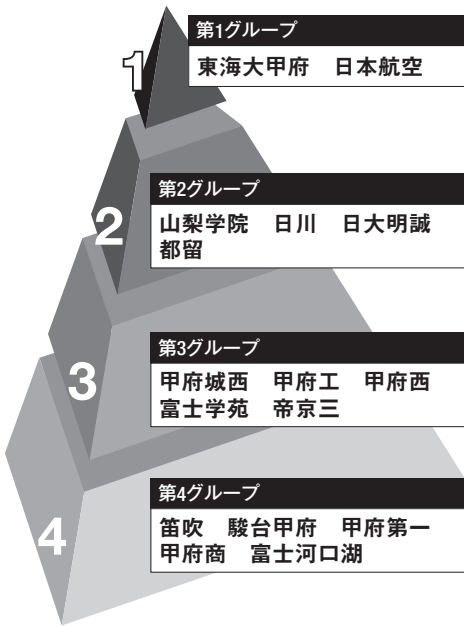 1
第1グループ
東海大甲府　日本航空
2
第2グループ
山梨学院　日川　日大明誠
都留
3
第3グループ
甲府城西　甲府工　甲府西
富士学苑　帝京三
4
第4グループ
笛吹　駿台甲府　甲府第一
甲府商　富士河口湖